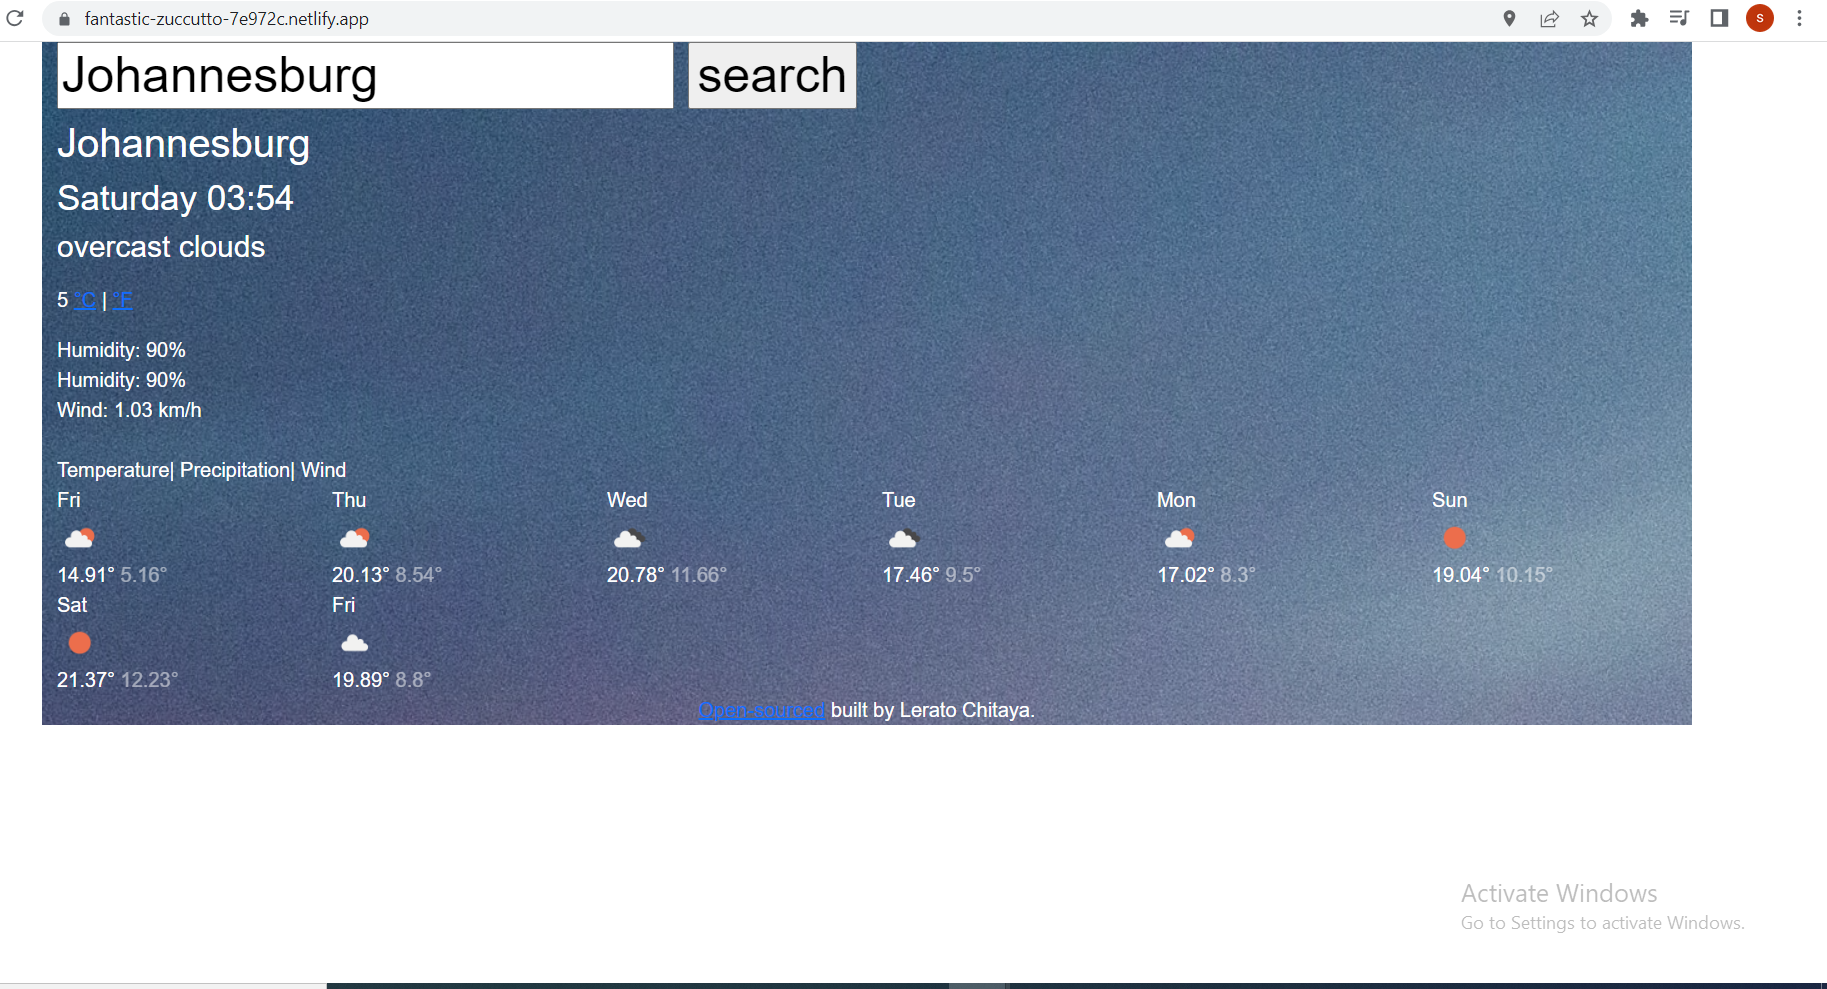 fantastic-zuccutto-7e972c.netlify.app
S
Johannesburg search
Johannesburg
Saturday 03:54
overcast clouds
5 °C | °F
Humidity: 90%
Humidity: 90%
Wind: 1.03 km/h
Temperature| Precipitation| Wind
Fri Thu Wed Tue Mon Sun
14.91° 5.16° 20.13° 8.54° 20.78° 11.66° 17.46° 9.5° 17.02° 8.3° 19.04° 10.15°
Sat Fri
21.37° 12.23° 19.89° 8.8°
Open-sourced built by Lerato Chitaya.
Activate Windows
Go to Settings to activate Windows.